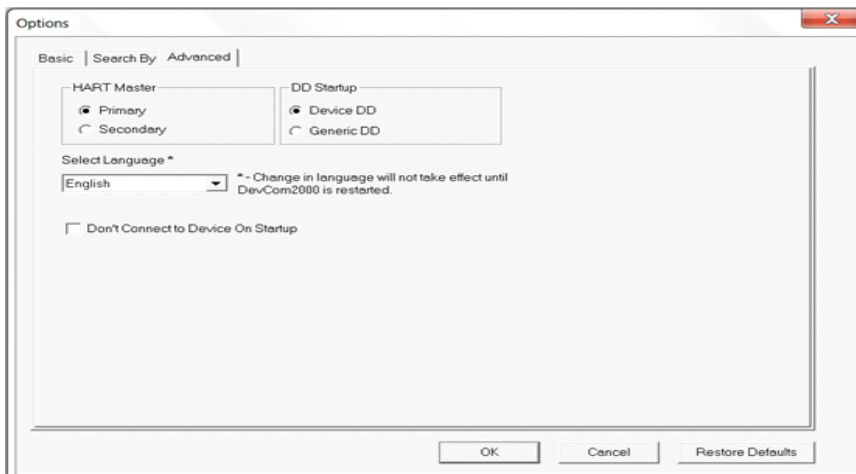 Options
Basic Search By Advanced
HART Master DD Startup
Primary Device DD
Secondary Generic DD
Select Language *
English * - Change in language will not take effect until
DevCom2000 is restarted.
Don't Connect to Device On Startup
OK Cancel Restore Defaults